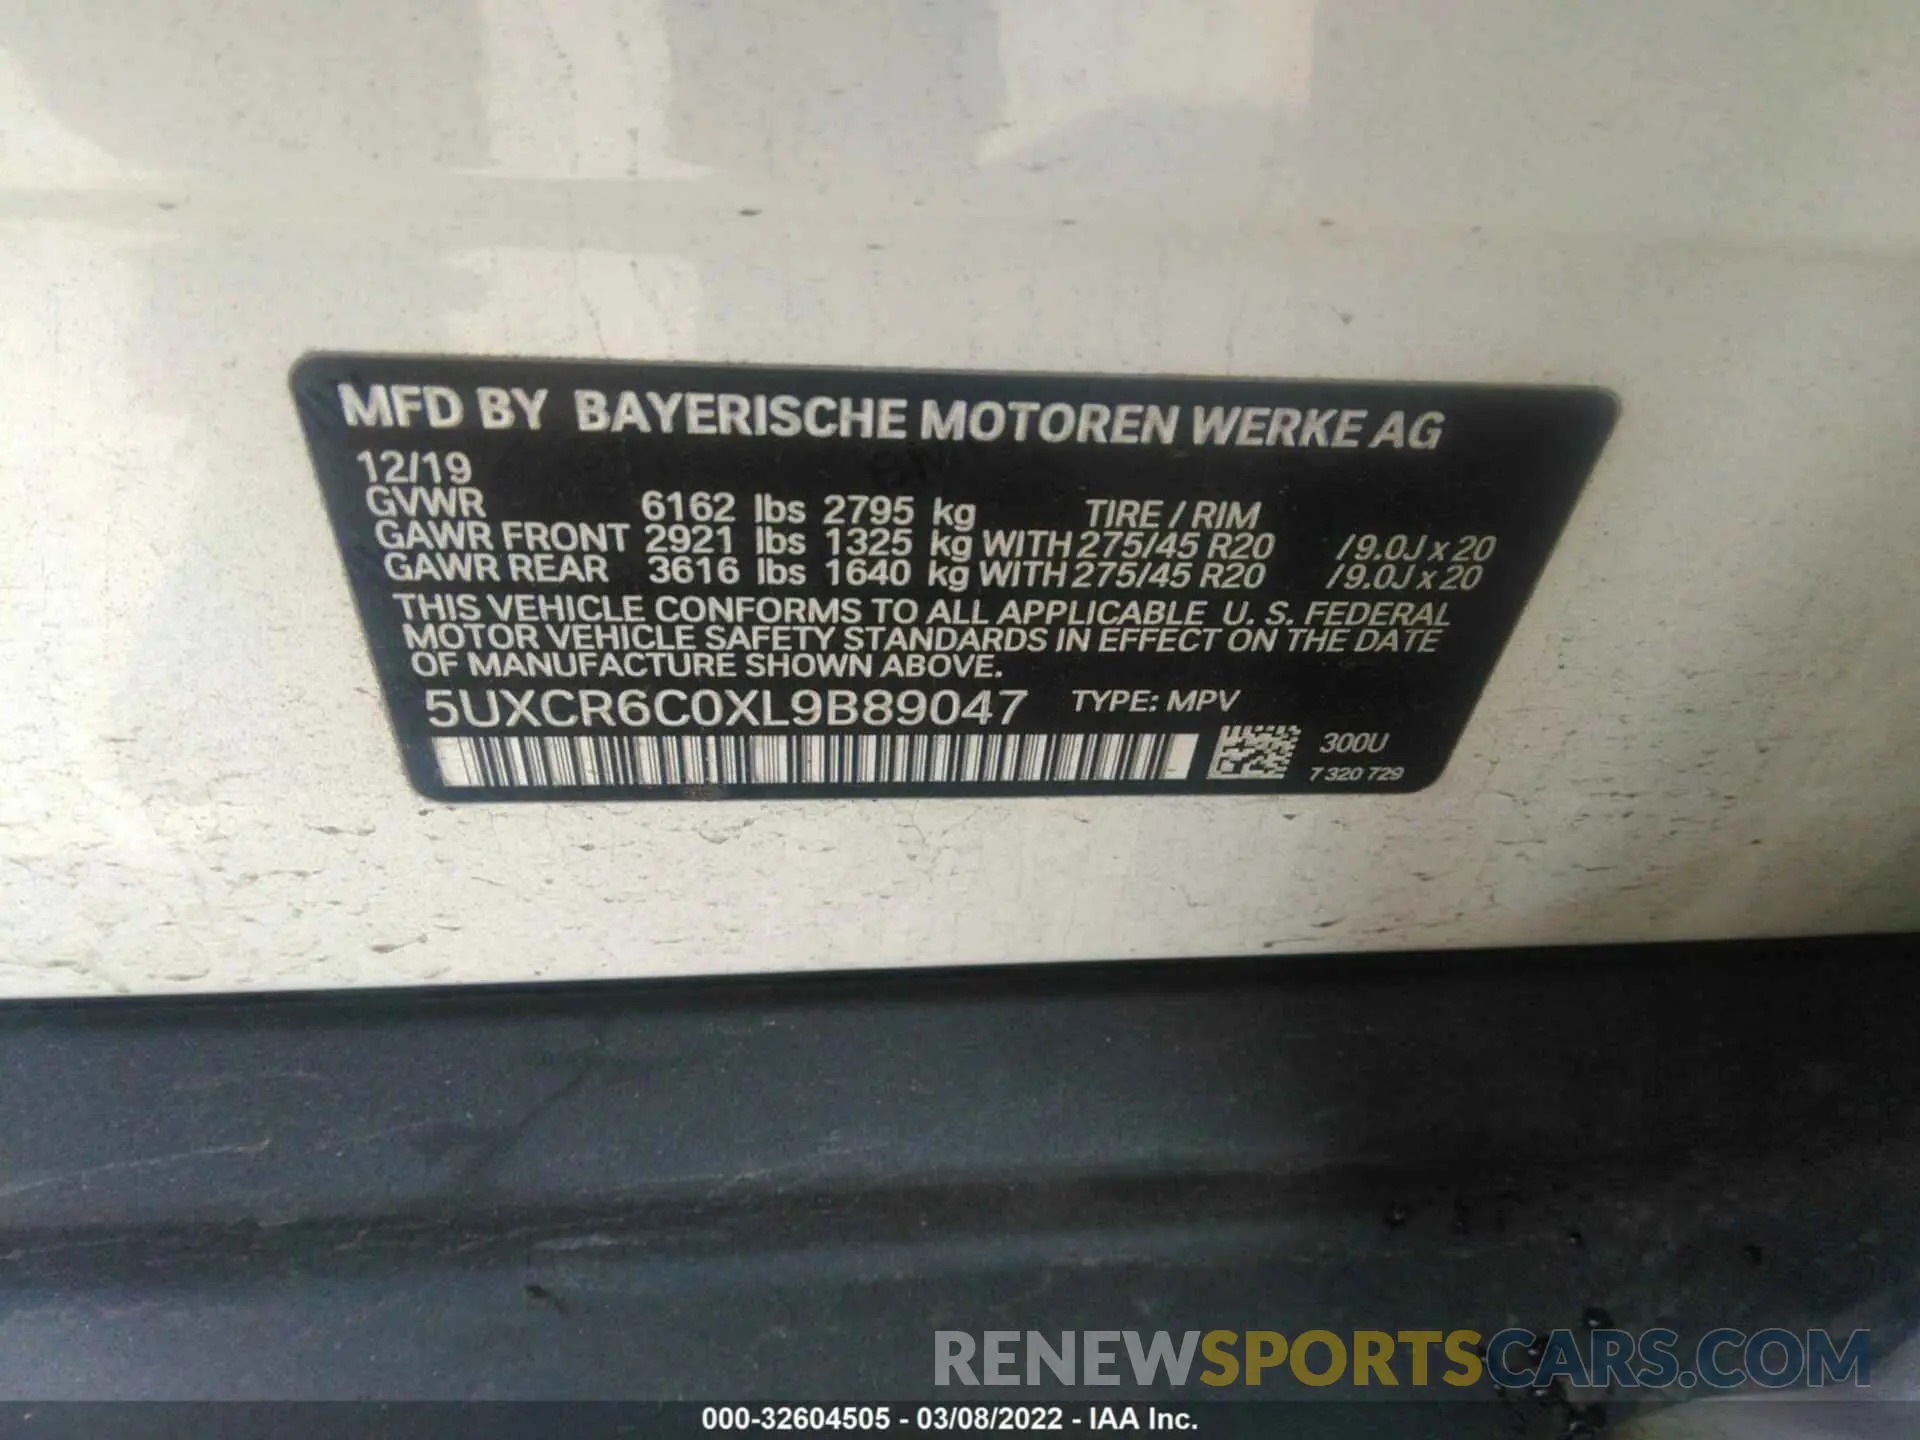 MFD BY BAYERISCHE MOTOREN WERKE AG
12/19
GVWR 6162 lbs 2795 kg TIRE / RIM
GAWR FRONT 2921 lbs 1325 kg WITH 275/45 R20 /9.0J x 20
GAWR REAR 3616 lbs 1640 kg WITH 275/45 R20 /9.0J x 20
THIS VEHICLE CONFORMS TO ALL APPLICABLE U. S. FEDERAL
MOTOR VEHICLE SAFETY STANDARDS IN EFFECT ON THE DATE
OF MANUFACTURE SHOWN ABOVE.
5UXCR6C0XL9B89047 TYPE: MPV
300U
7 320 729
RENEWSPORTSCARS.COM
000-32604505 - 03/08/2022 - IAA Inc.